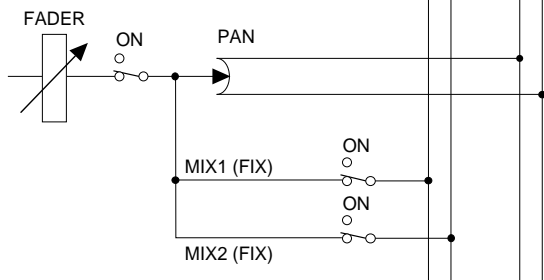 FADER
ON
PAN
ON
MIX1 (FIX)
ON
MIX2 (FIX)